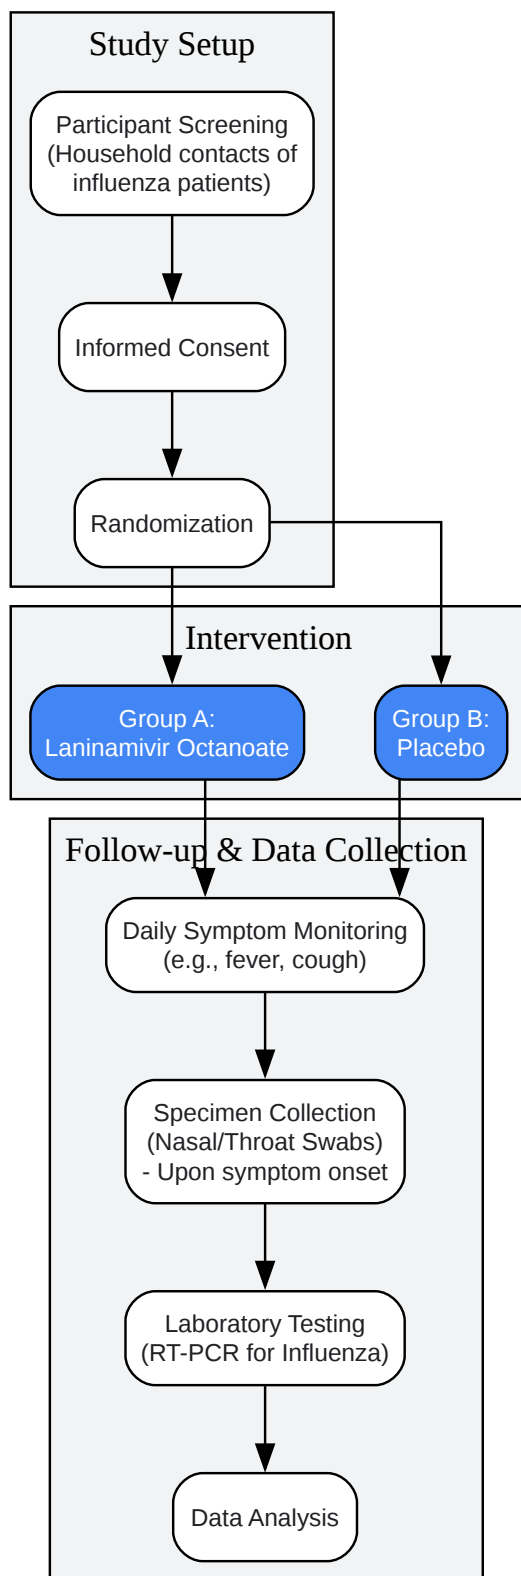 Study Setup
Participant Screening
(Household contacts of
influenza patients)
Informed Consent
Randomization
Intervention
Group A:
Laninamivir Octanoate
Group B:
Placebo
Follow-up & Data Collection
Daily Symptom Monitoring
(e.g., fever, cough)
Specimen Collection
(Nasal/Throat Swabs)
- Upon symptom onset
Laboratory Testing
(RT-PCR for Influenza)
Data Analysis